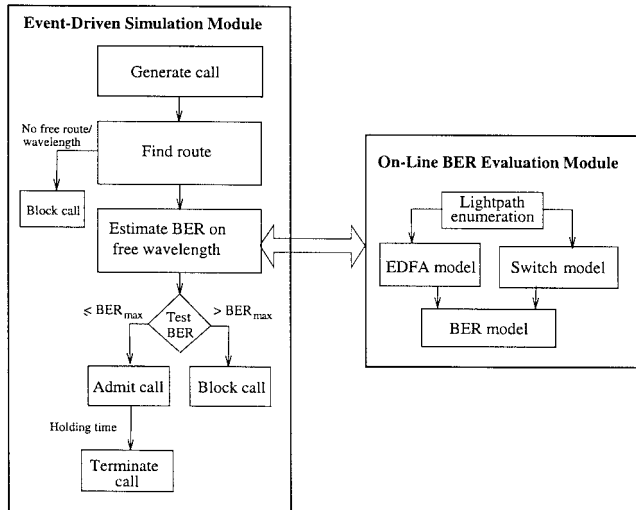 Event-Driven Simulation Module
Generate call
No free route/
wavelength
Find route
Block call
Estimate BER on
free wavelength
≤ BERmax
Test
BER
> BERmax
Admit call
Block call
Holding time
Terminate
call
On-Line BER Evaluation Module
Lightpath
enumeration
EDFA model
Switch model
BER model